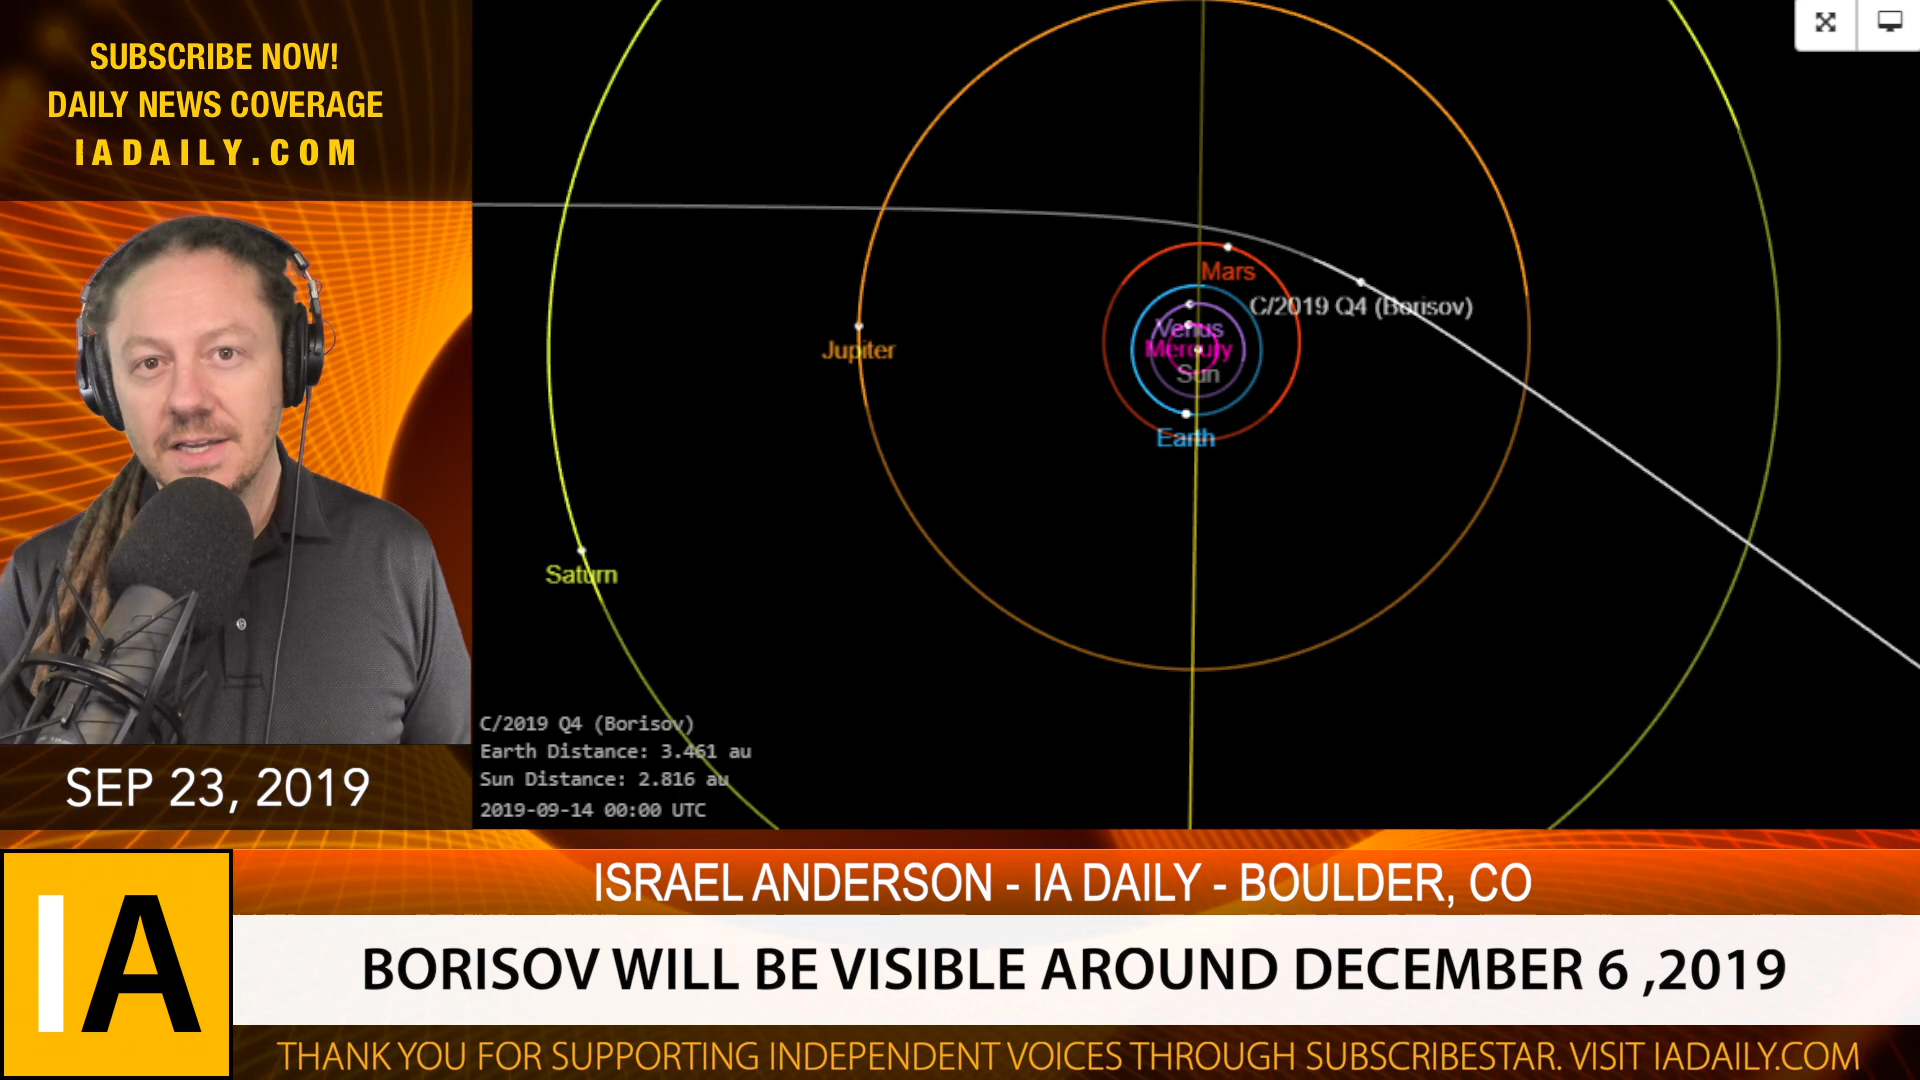 SUBSCRIBE NOW!
DAILY NEWS COVERAGE
IADAILY.COM
Mars
C/2019 Q4 (Borisov)
Venus
Mercury
Sun
Jupiter
Earth
Saturn
C/2019 Q4 (Borisov)
Earth Distance: 3.461 au
Sun Distance: 2.816 au
2019-09-14 00:00 UTC
SEP 23, 2019
IA
ISRAEL ANDERSON - IA DAILY - BOULDER, CO
BORISOV WILL BE VISIBLE AROUND DECEMBER 6 ,2019
THANK YOU FOR SUPPORTING INDEPENDENT VOICES THROUGH SUBSCRIBESTAR. VISIT IADAILY.COM